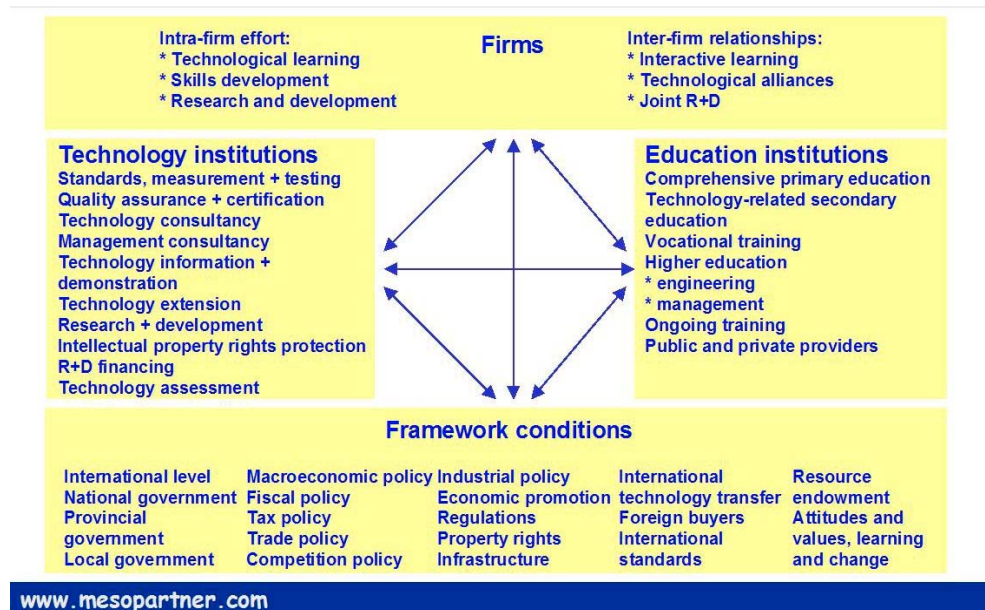 Intra-firm effort:
* Technological learning
* Skills development
* Research and development
Firms
Inter-firm relationships:
* Interactive learning
* Technological alliances
* Joint R+D
Technology institutions
Standards, measurement + testing
Quality assurance + certification
Technology consultancy
Management consultancy
Technology information +
demonstration
Technology extension
Research + development
Intellectual property rights protection
R+D financing
Technology assessment
Education institutions
Comprehensive primary education
Technology-related secondary
education
Vocational training
Higher education
* engineering
* management
Ongoing training
Public and private providers
Framework conditions
International level
National government
Provincial
government
Local government
Macroeconomic policy
Fiscal policy
Tax policy
Trade policy
Competition policy
Industrial policy
Economic promotion
Regulations
Property rights
Infrastructure
International
technology transfer
Foreign buyers
International
standards
Resource
endowment
Attitudes and
values, learning
and change
www.mesopartner.com